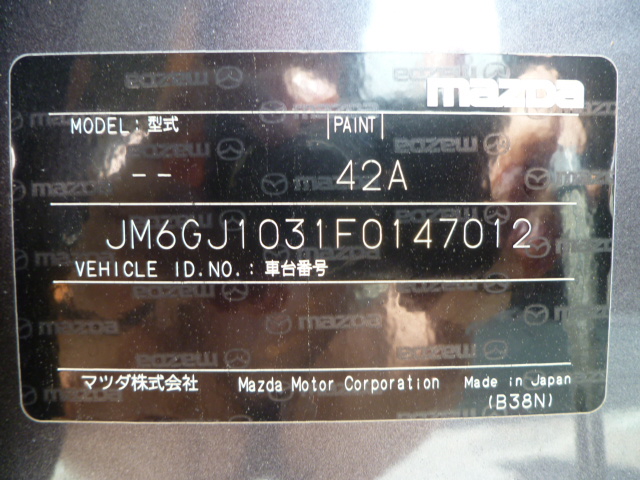 mazda
MODEL : 型式 PAINT
-- 42A
JM6GJ1031F0147012
VEHICLE ID.NO. : 車台番号
マツダ株式会社 Mazda Motor Corporation Made in Japan
(B38N)